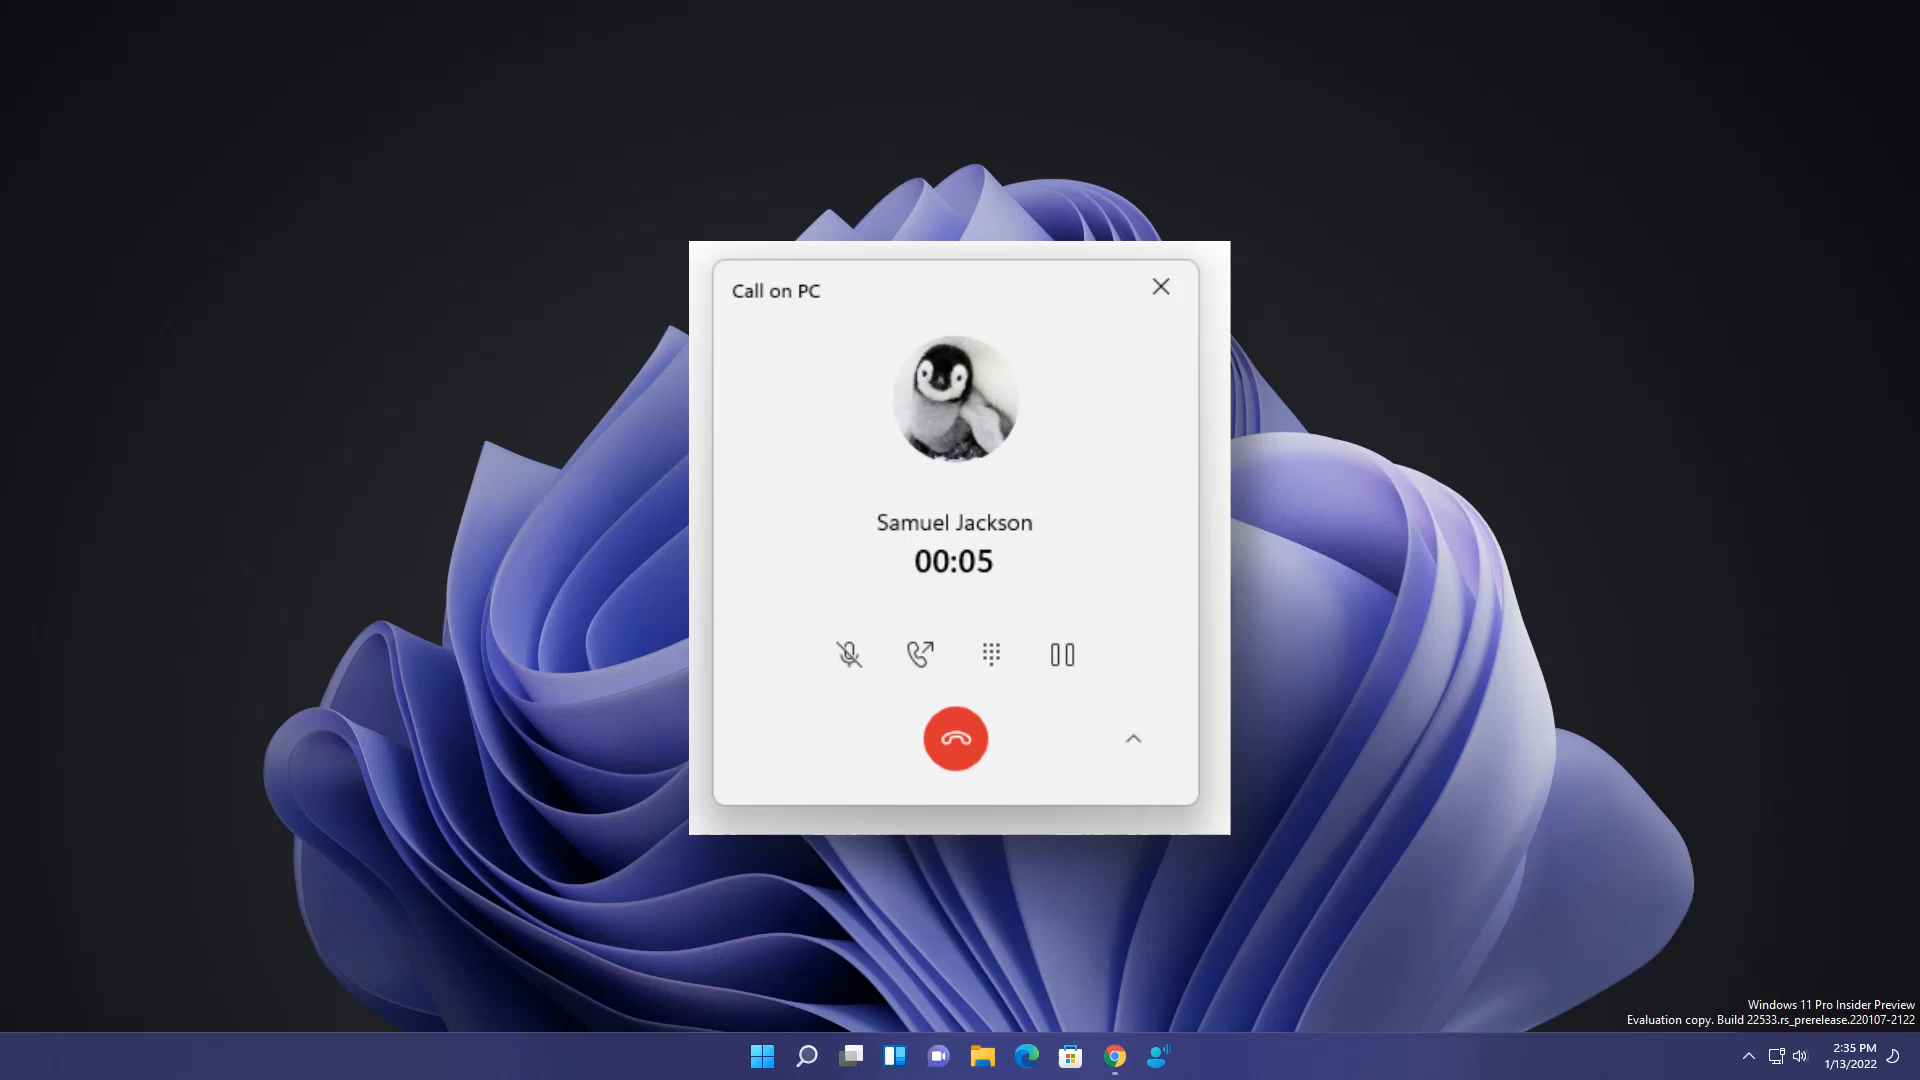 Call on PC
Samuel Jackson
00:05
Windows 11 Pro Insider Preview
Evaluation copy. Build 22533.rs_prerelease.220107-2122
2:35 PM
1/13/2022